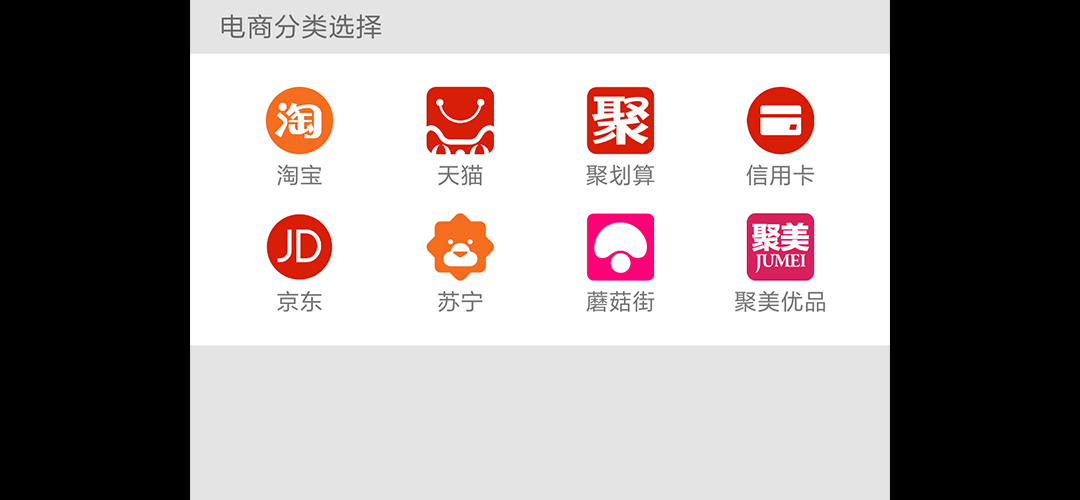 电商分类选择
淘
聚
淘宝 天猫 聚划算 信用卡
JD
聚美
JUMEI
京东 苏宁 蘑菇街 聚美优品